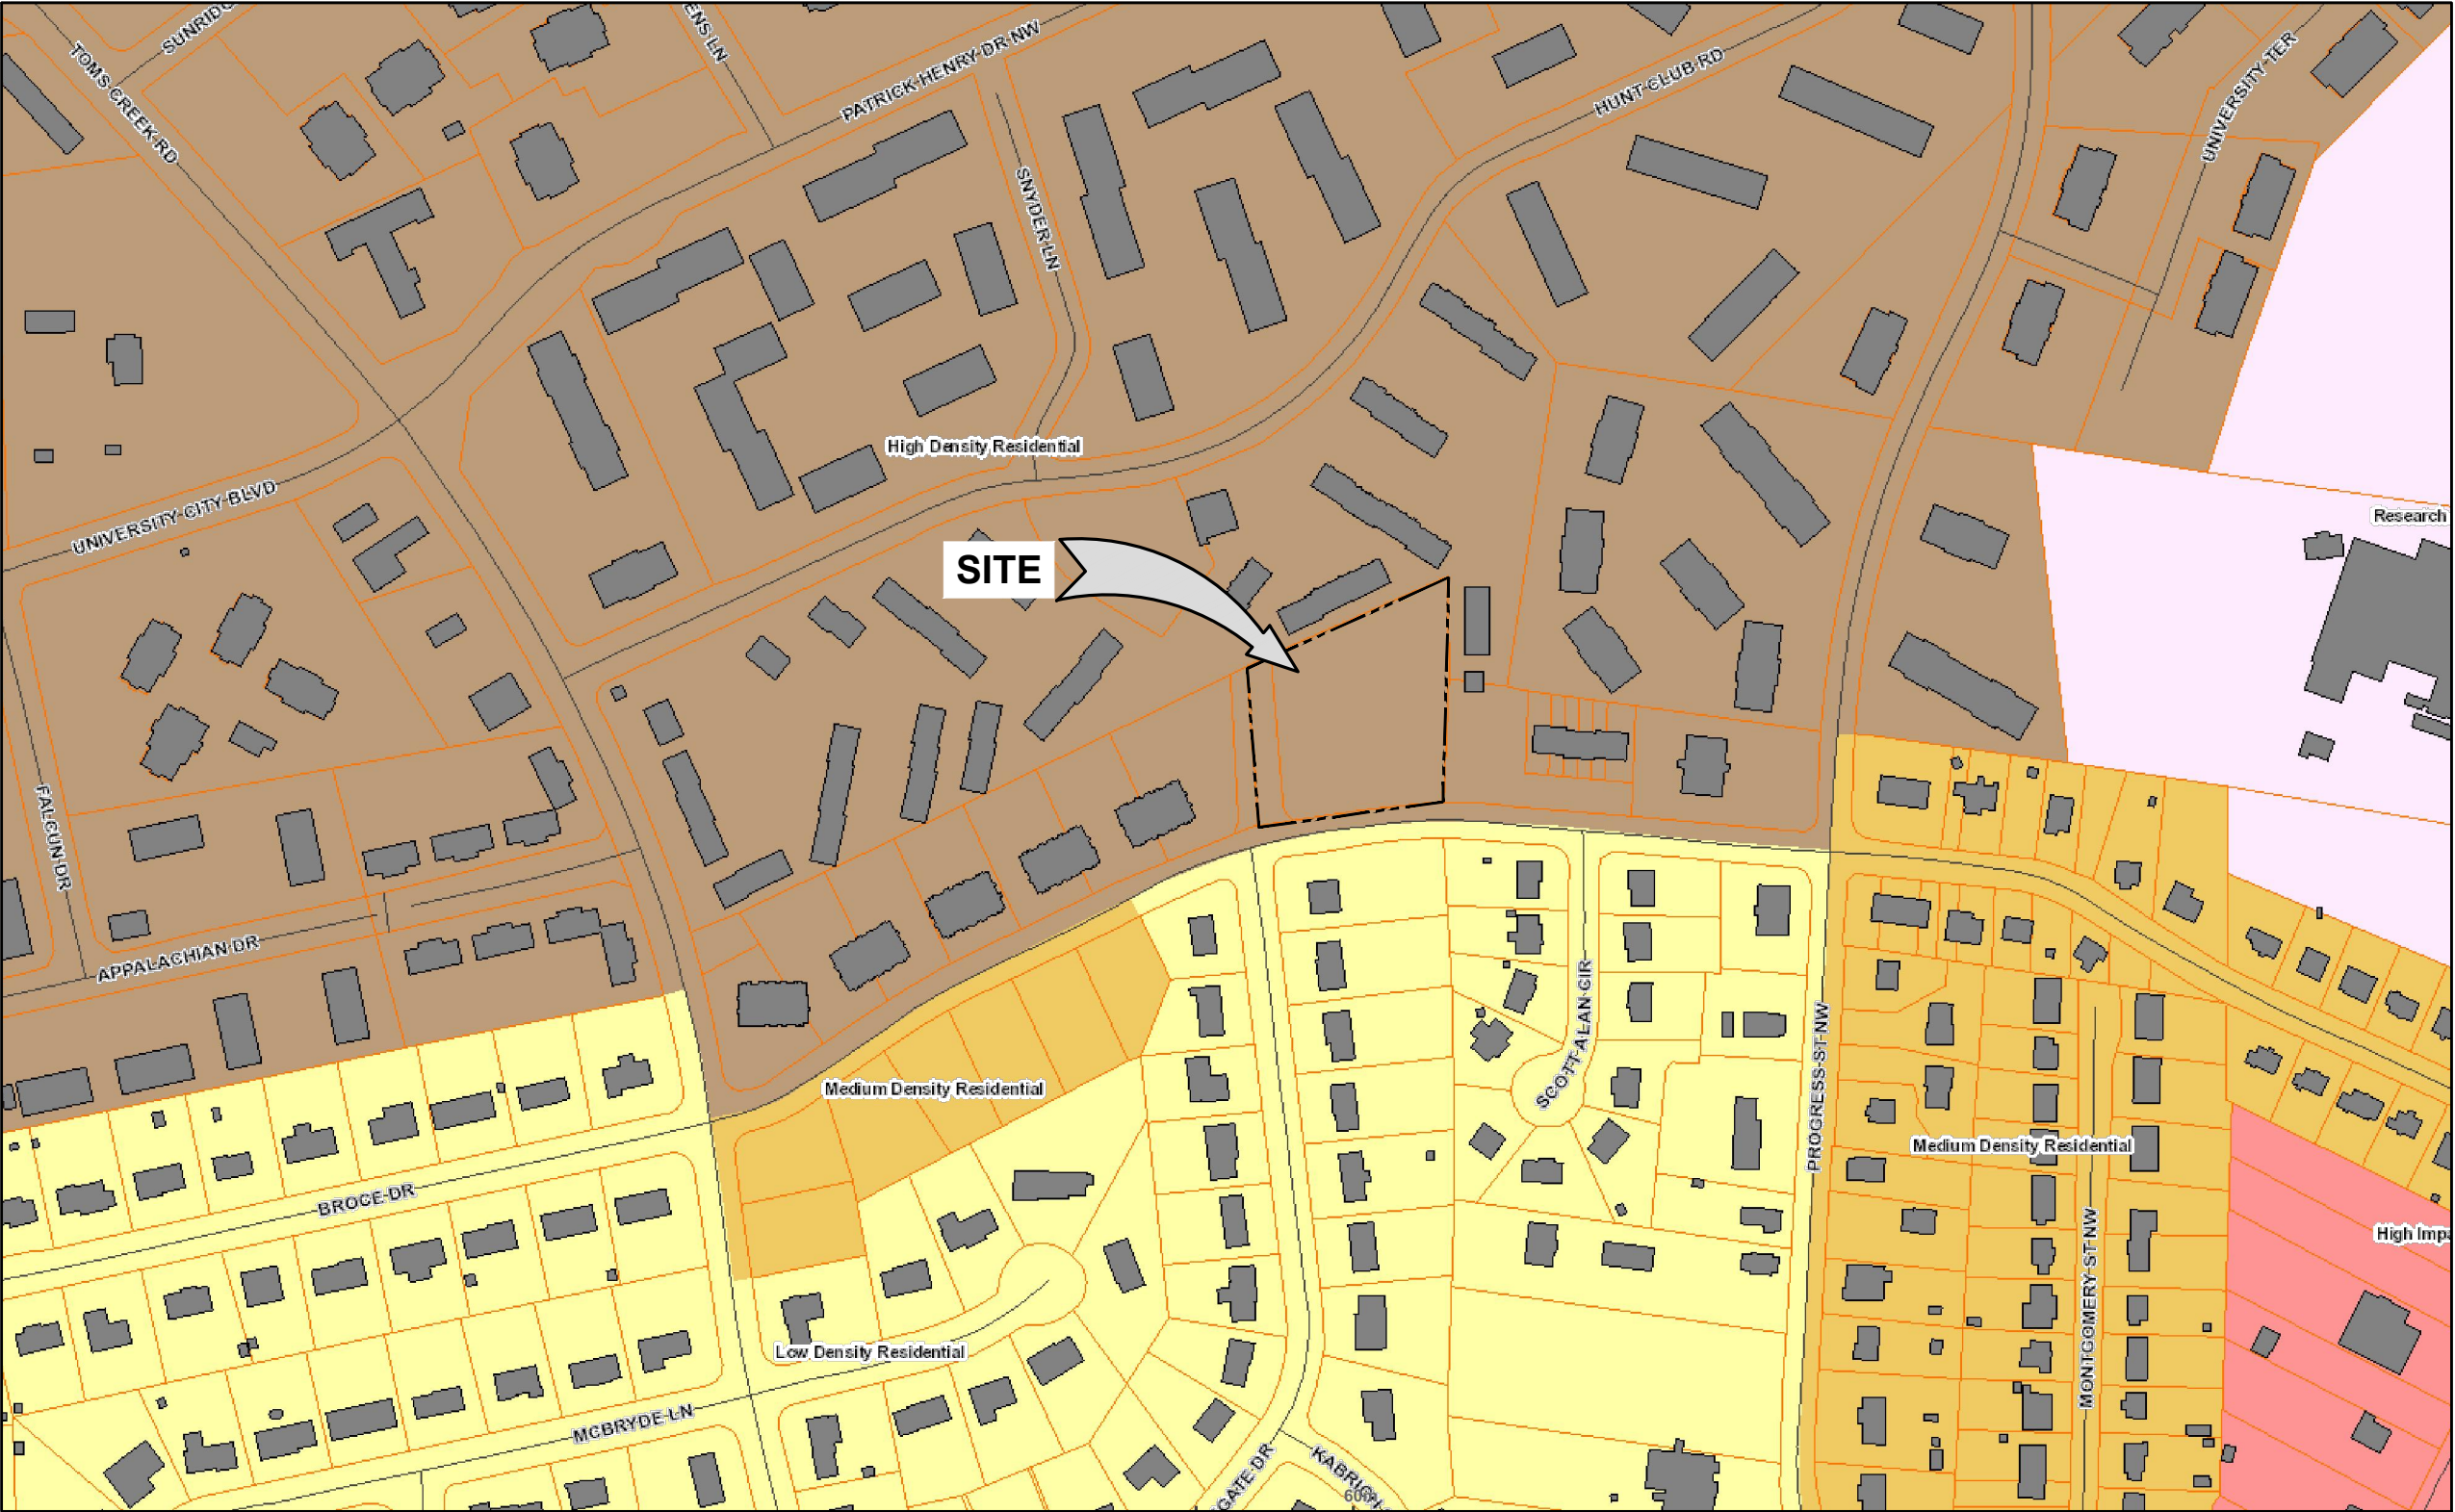 TOMS CREEK RD
PATRICK HENRY DR NW
HUNT CLUB RD
UNIVERSITY TER
SNYDER LN
High Density Residential
UNIVERSITY CITY BLVD
Research
SITE
FALCUN DR
APPALACHIAN DR
SCOTT ALAN CIR
PROGRESS ST NW
Medium Density Residential
Medium Density Residential
BROCE DR
MONTGOMERY ST NW
Low Density Residential
MCBRYDE LN